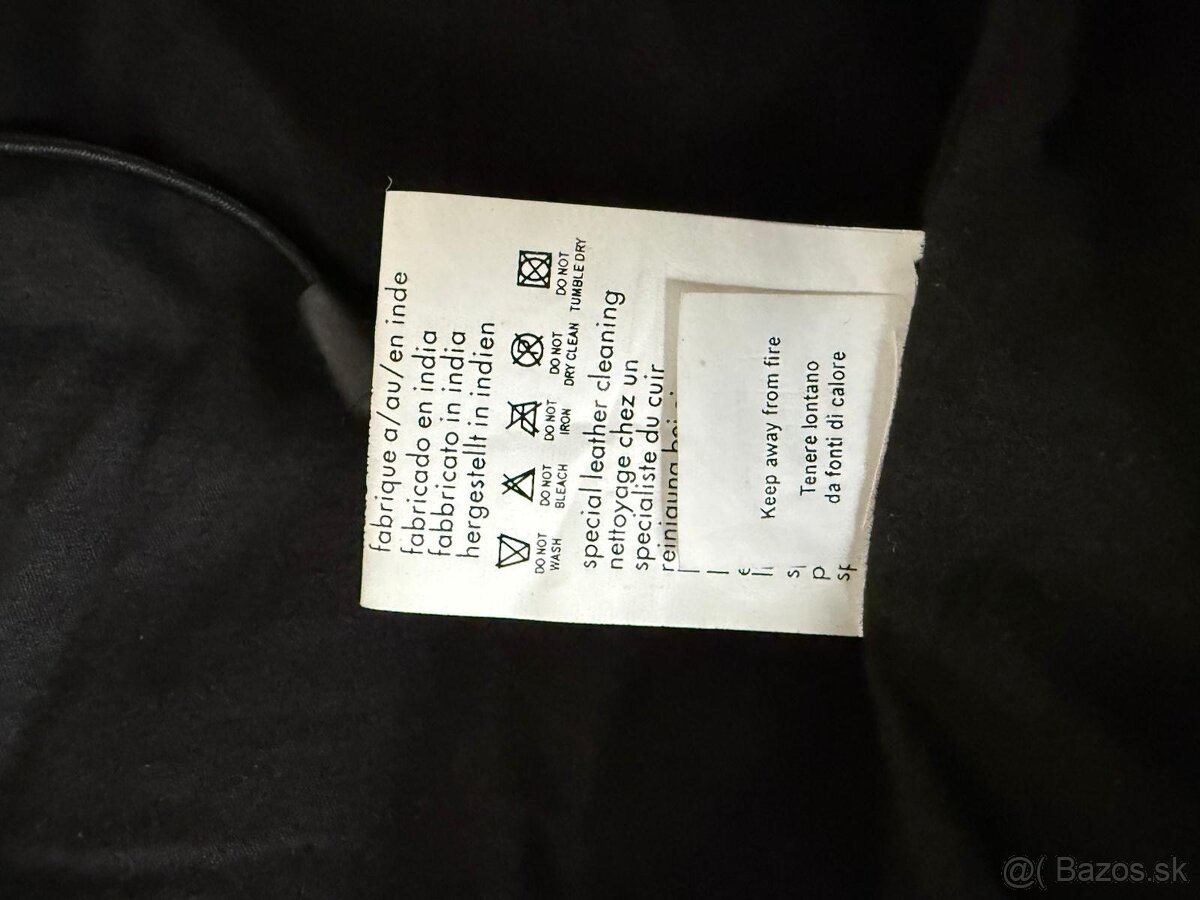 fabrique a/au/en inde
fabricado en india
fabbricato in india
hergestellt in indien
DO NOT
WASH
DO NOT
BLEACH
DO NOT
IRON
DO NOT
DRY CLEAN
DO NOT
TUMBLE DRY
special leather cleaning
nettoyage chez un
specialiste du cuir
reinigung bei
Keep away from fire
Tenere lontano
da fonti di calore
@( Bazos.sk